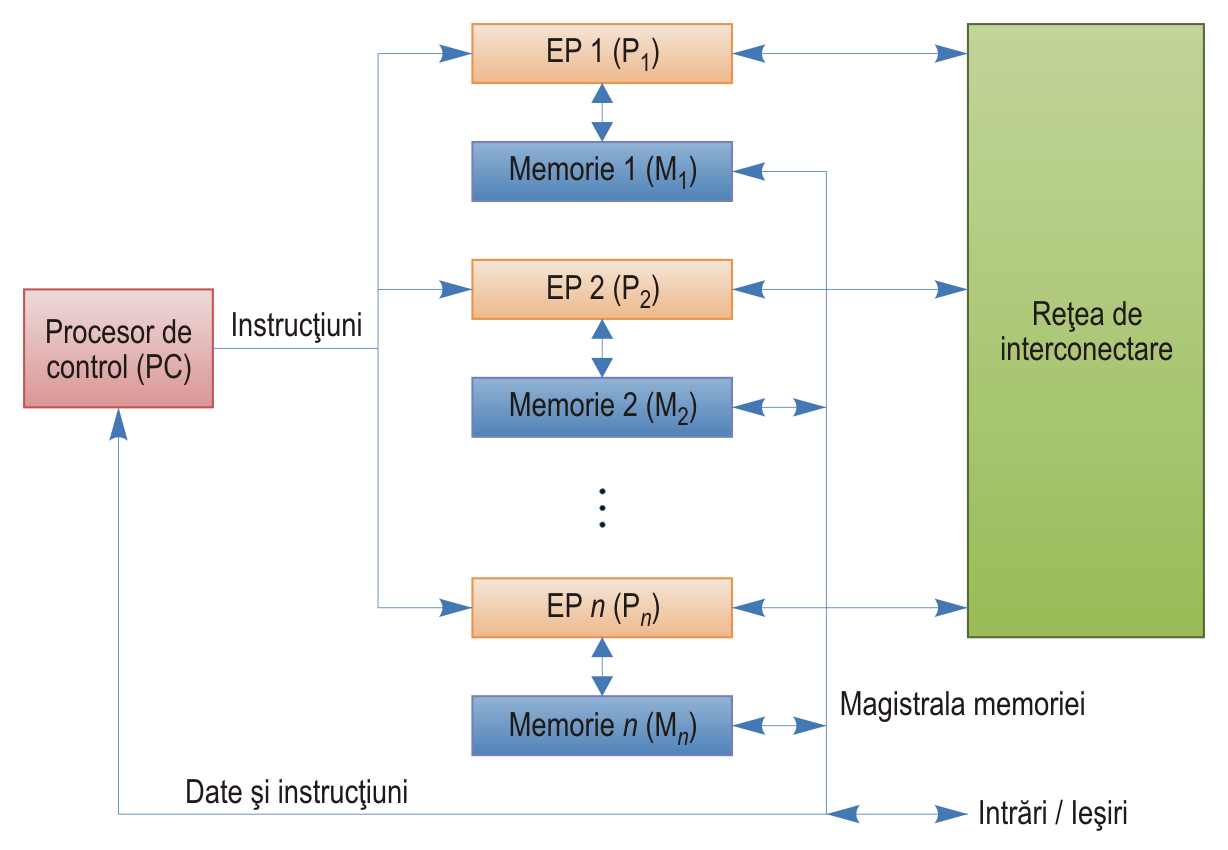 EP 1 (P1)
Memorie 1 (M1)
EP 2 (P2)
Procesor de
control (PC)
Instrucţiuni
Reţea de
interconectare
Memorie 2 (M2)
EP n (Pn)
Memorie n (Mn)
Magistrala memoriei
Date şi instrucţiuni
Intrări / Ieşiri